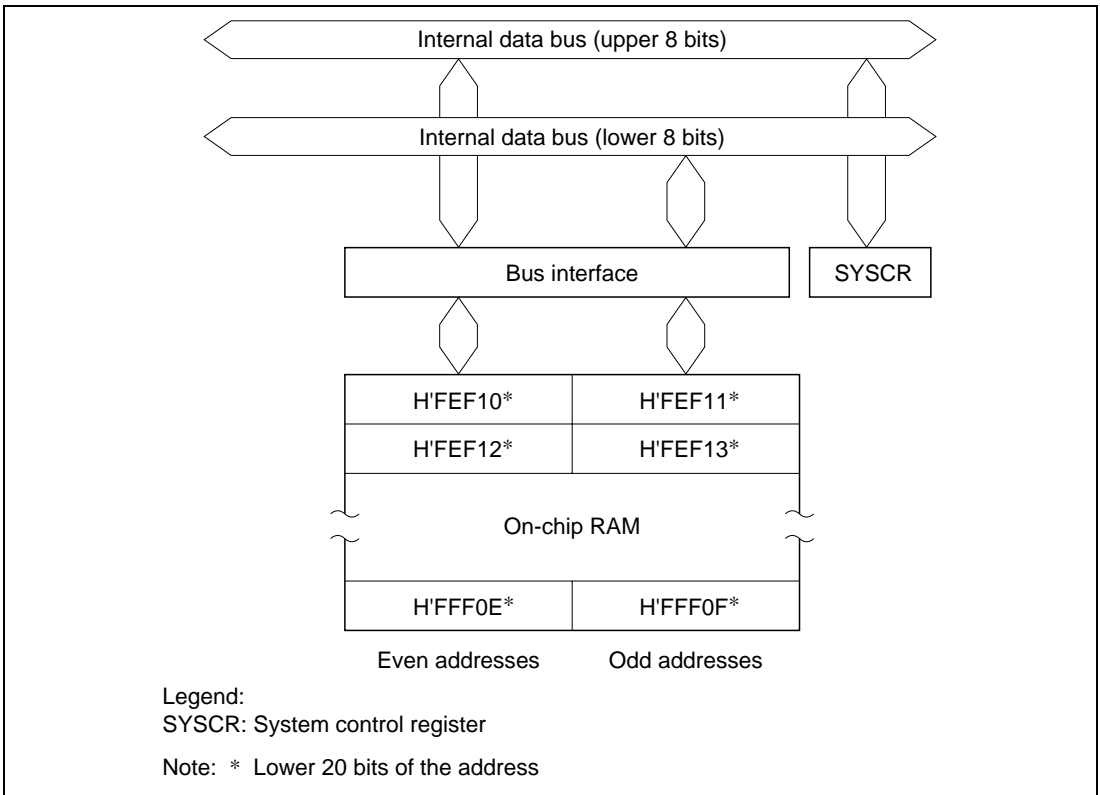 Internal data bus (upper 8 bits)
Internal data bus (lower 8 bits)
Bus interface
SYSCR
H'FEF10* H'FEF11*
H'FEF12* H'FEF13*
On-chip RAM
H'FFF0E* H'FFF0F*
Even addresses Odd addresses
Legend:
SYSCR: System control register
Note: * Lower 20 bits of the address